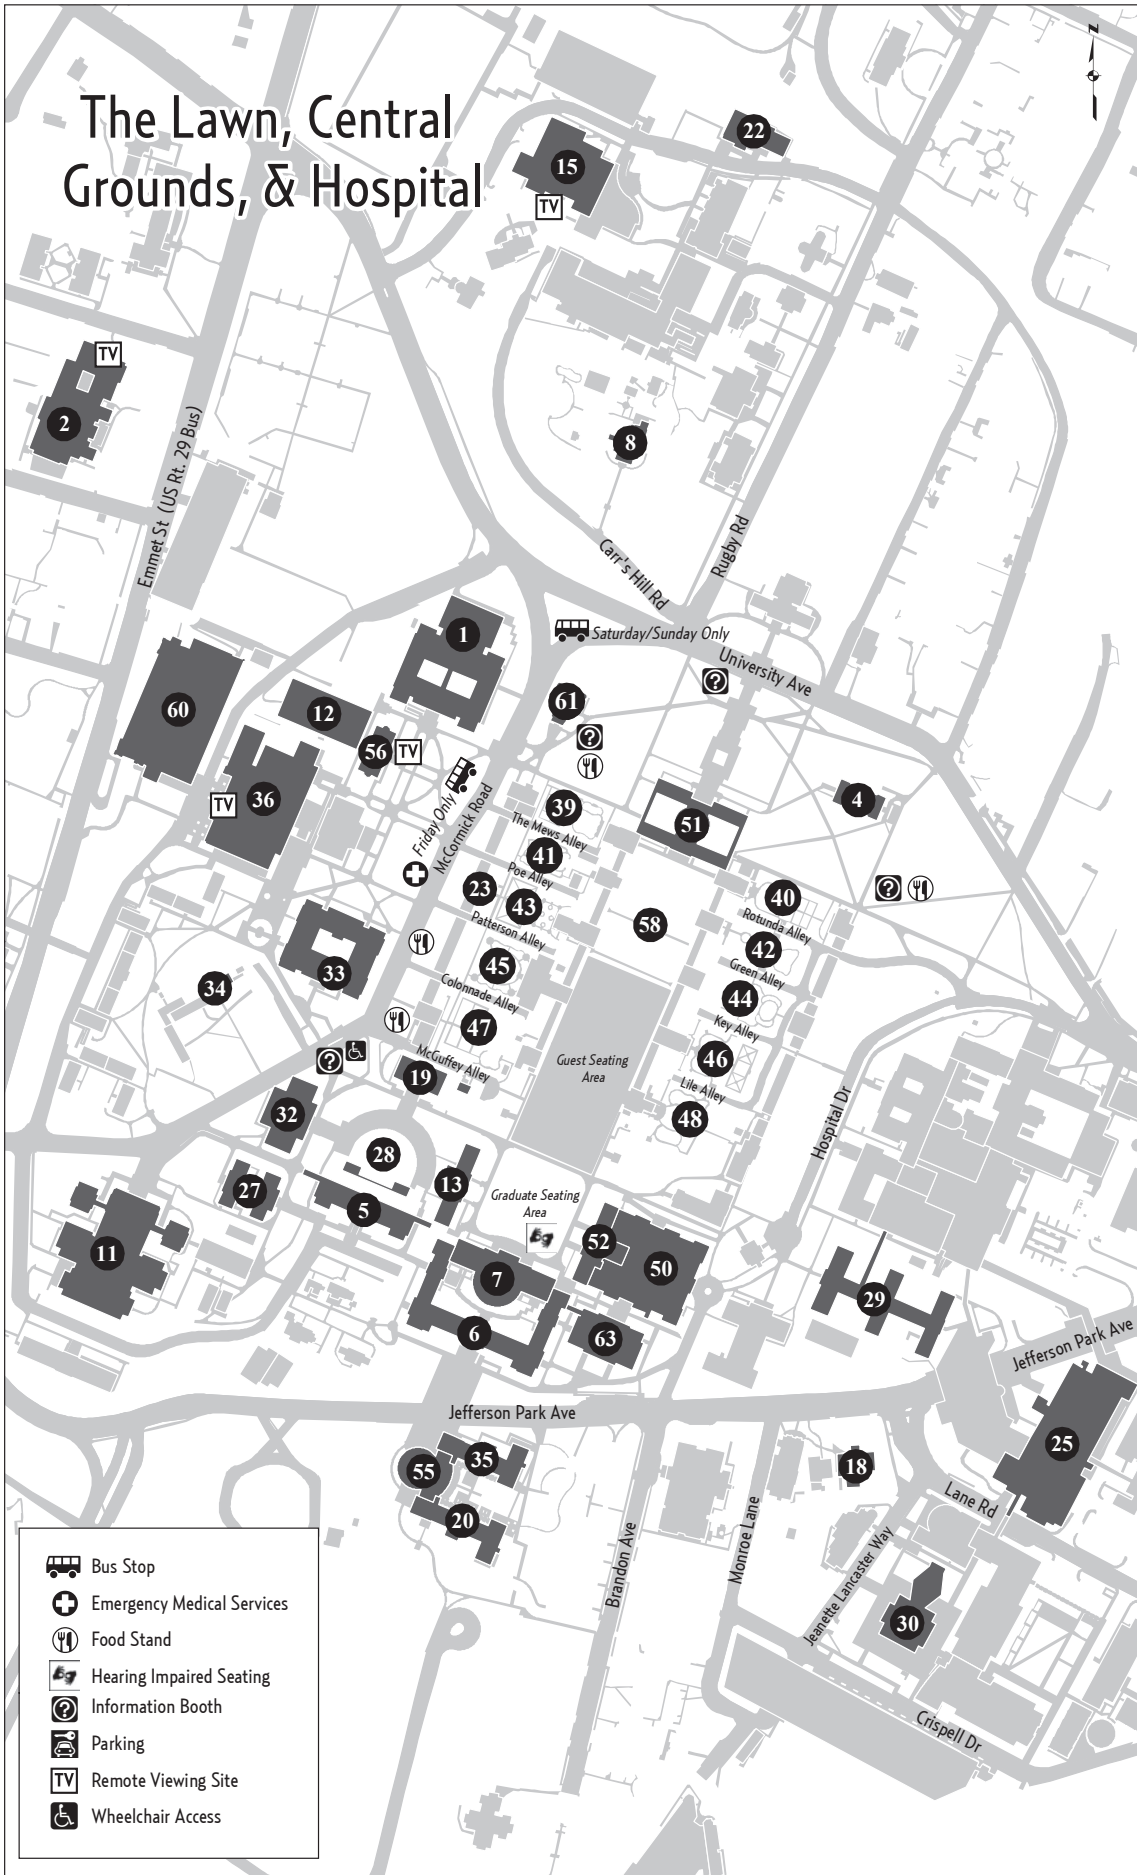 The Lawn, Central
Grounds, & Hospital
N
22
15
TV
TV
2
8
Emmet St (US Rt. 29 Bus)
Carr's Hill Rd
Rugby Rd
1
Saturday/Sunday Only
University Ave
?
61
60
12
?
56
TV
36
TV
Friday Only
McCormick Road
39
The Mews Alley
51
4
41
Poe Alley
23
43
Patterson Alley
58
40
Rotunda Alley
?
42
Green Alley
33
45
Colonnade Alley
34
44
Key Alley
47
McGuffey Alley
46
Lile Alley
Guest Seating
Area
?
19
32
48
Hospital Dr
28
27
13
5
Graduate Seating
Area
11
52
50
7
29
6
63
Jefferson Park Ave
Jefferson Park Ave
25
35
55
18
20
Lane Rd
Brandon Ave
Monroe Lane
Jeanette Lancaster Way
30
Crispell Dr
Bus Stop
Emergency Medical Services
Food Stand
Hearing Impaired Seating
? Information Booth
Parking
TV Remote Viewing Site
Wheelchair Access